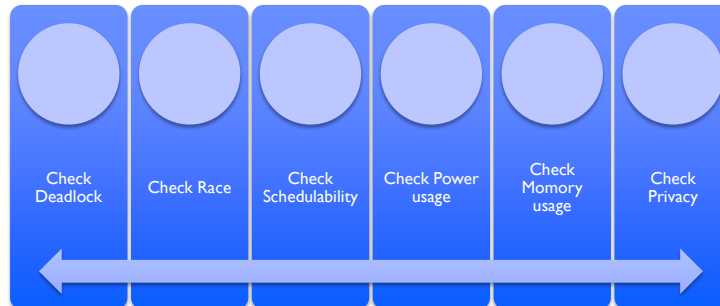 Check
Deadlock
Check Race
Check
Schedulability
Check Power
usage
Check
Momory
usage
Check
Privacy